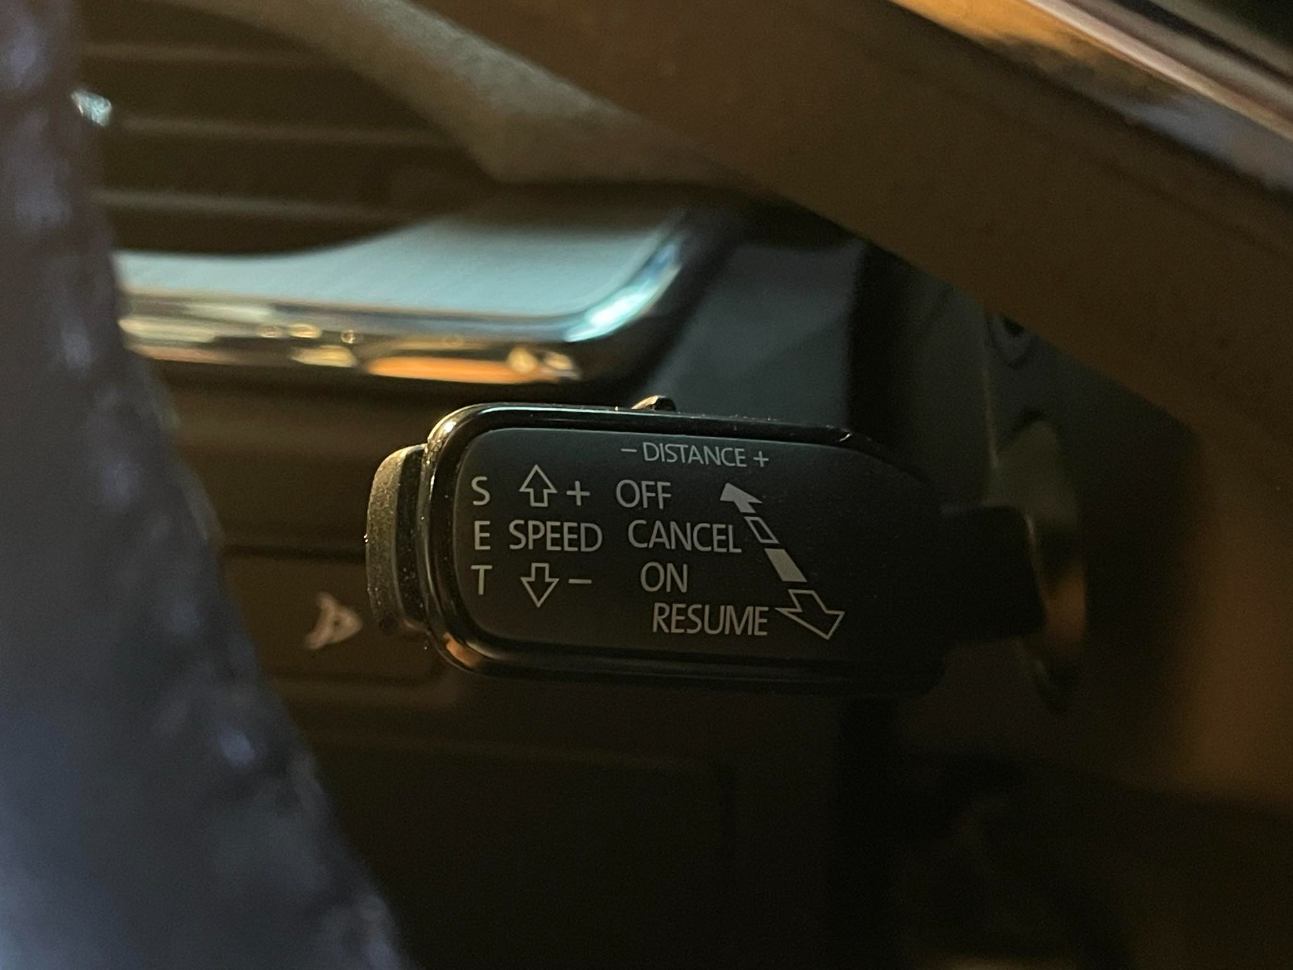 − DISTANCE +
S + OFF
E SPEED CANCEL
T − ON
RESUME